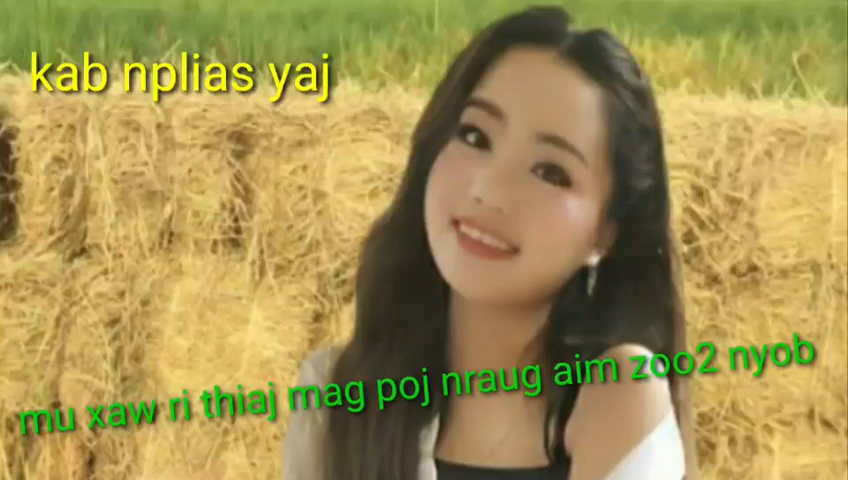 kab nplias yaj
mu xaw ri thiaj mag poj nraug aim zoo2 nyob